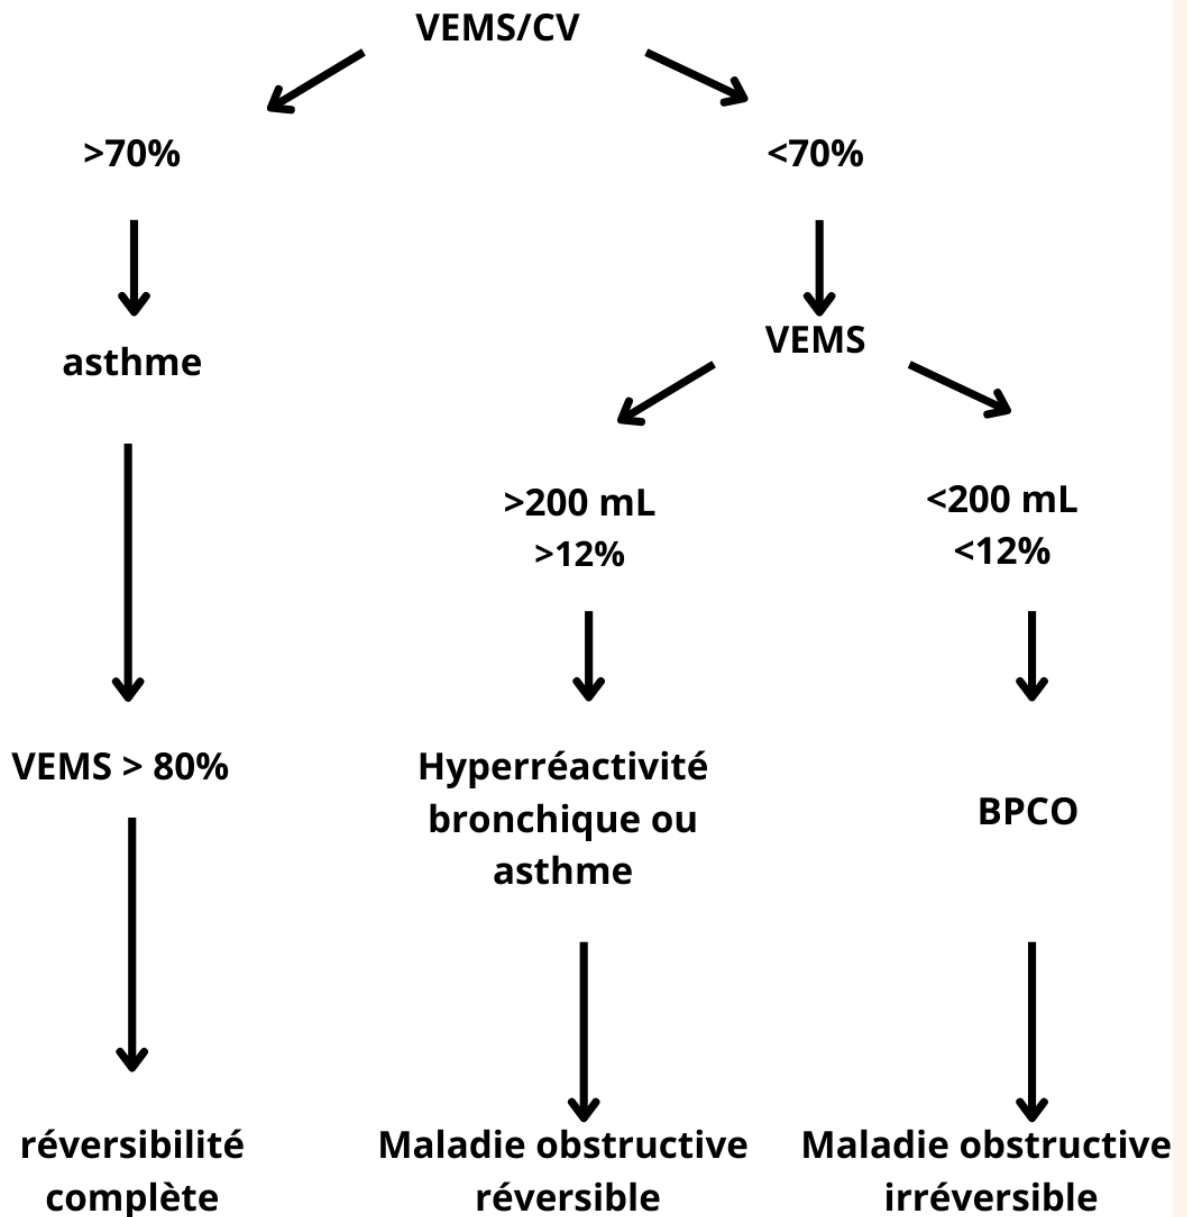 VEMS/CV
>70%
<70%
asthme
VEMS
>200 mL
>12%
<200 mL
<12%
VEMS > 80%
Hyperréactivité
bronchique ou
asthme
BPCO
réversibilité
complète
Maladie obstructive
réversible
Maladie obstructive
irréversible